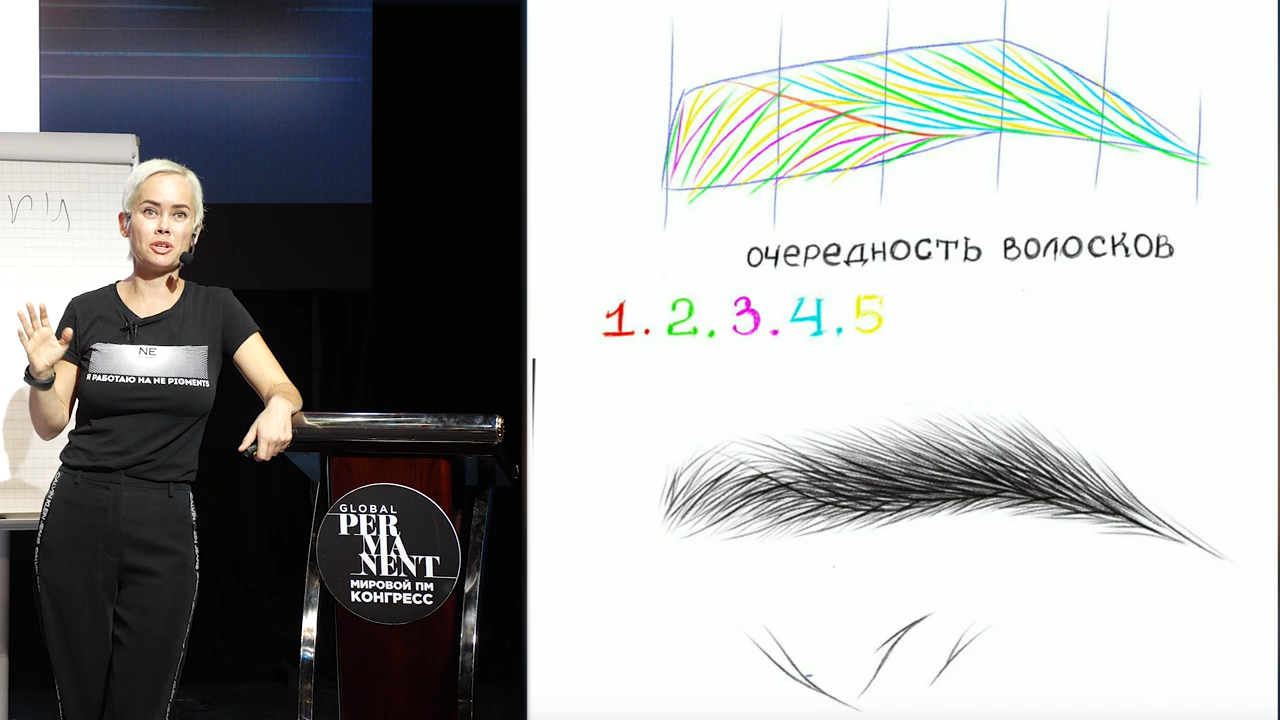 NE
Я РАБОТАЮ НА NE PIGMENTS
GLOBAL
PER
MA
NENT
МИРОВОЙ ПМ
КОНГРЕСС
очередность волосков
1. 2. 3. 4. 5